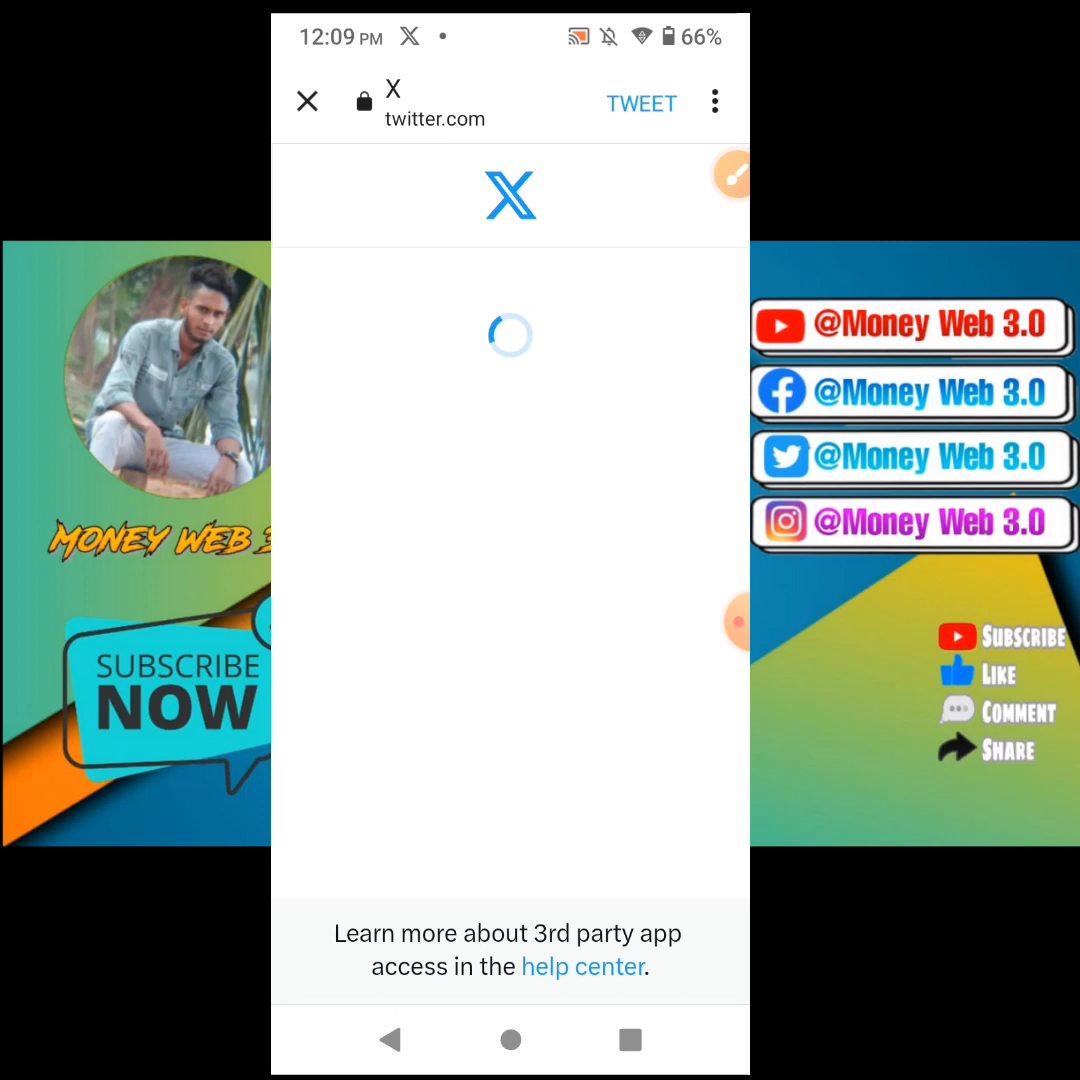 12:09 PM
66%
X
twitter.com
TWEET
MONEY WEB
SUBSCRIBE
NOW
@Money Web 3.0
@Money Web 3.0
@Money Web 3.0
@Money Web 3.0
SUBSCRIBE
LIKE
COMMENT
SHARE
Learn more about 3rd party app
access in the help center.